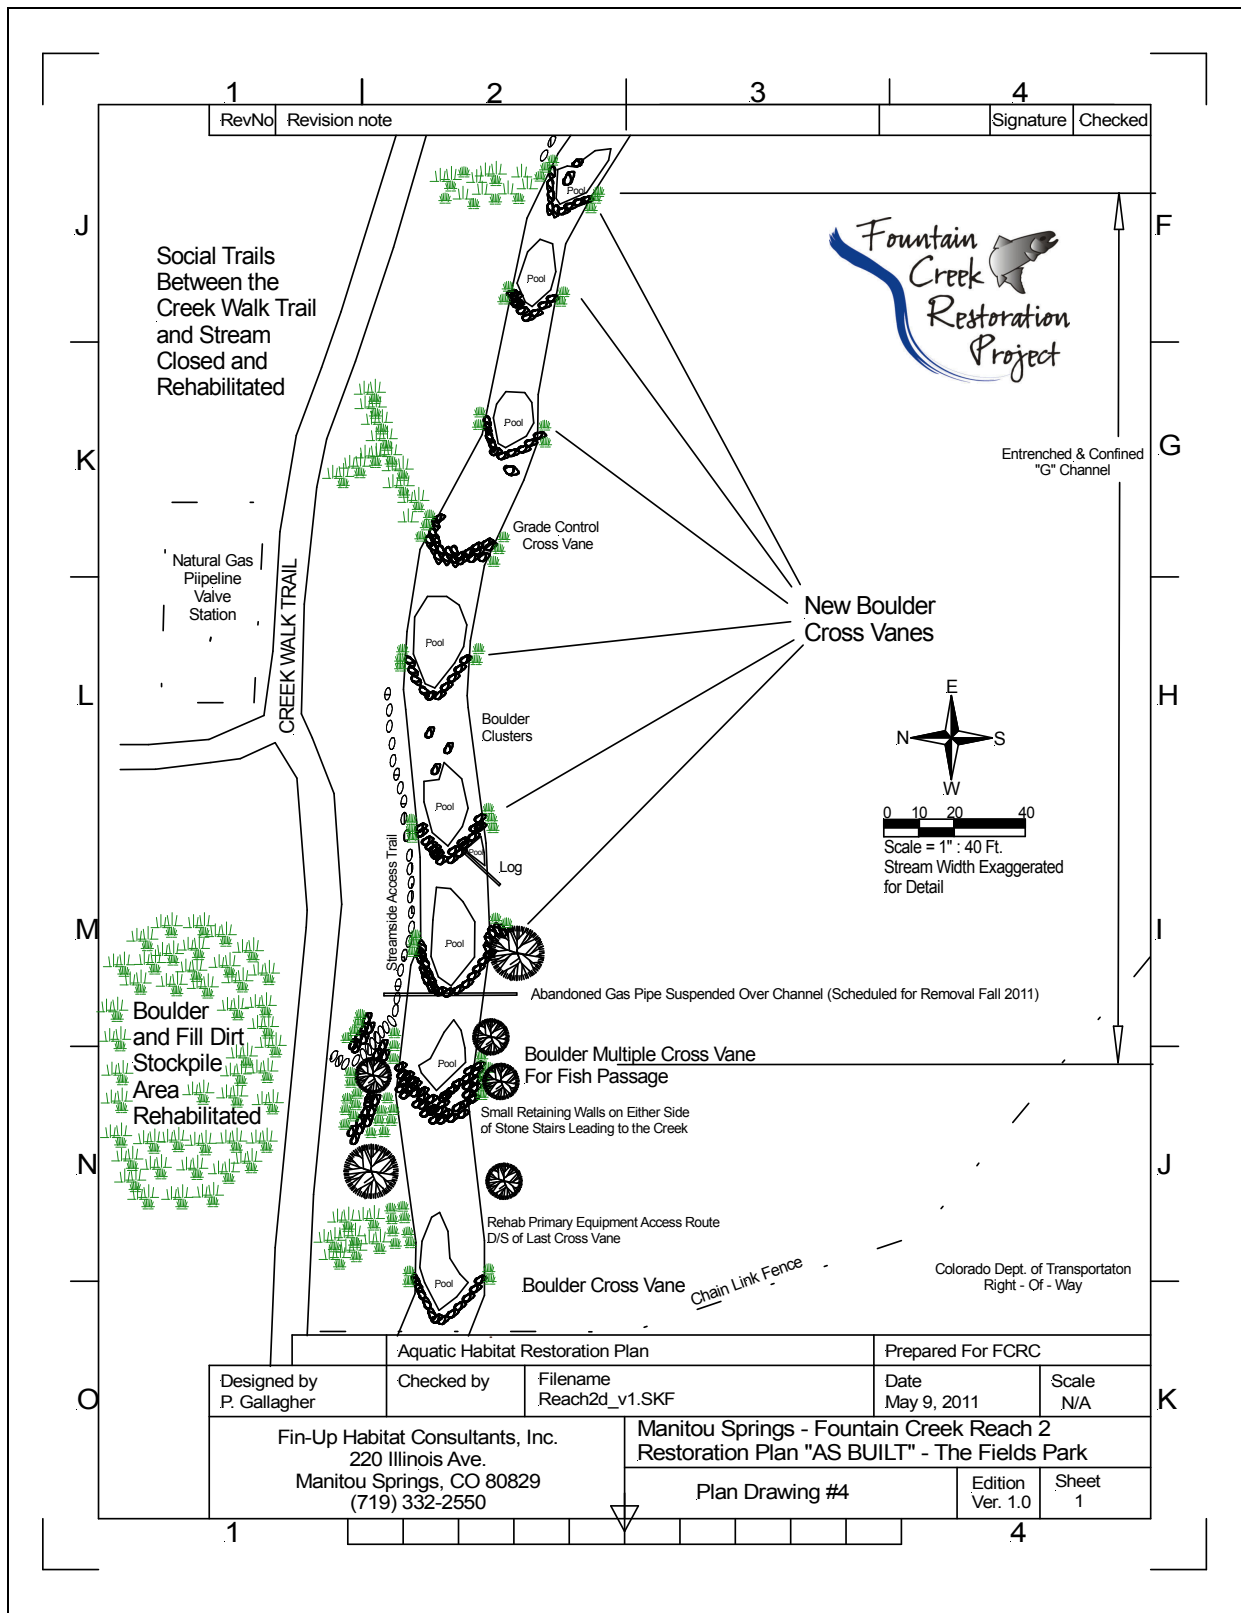 1
2
3
4
RevNo
Revision note
Signature
Checked
J
F
Social Trails
Between the
Creek Walk Trail
and Stream
Closed and
Rehabilitated
Pool
Pool
Fountain
Creek
Restoration
Project
K
G
Pool
Entrenched & Confined
"G" Channel
Grade Control
Cross Vane
Natural Gas
Piipeline
Valve
Station
CREEK WALK TRAIL
New Boulder
Cross Vanes
Pool
L
H
Boulder
Clusters
E
N
S
W
Pool
Pool
Log
0 10 20 40
Scale = 1" : 40 Ft.
Stream Width Exaggerated
for Detail
Streamside Access Trail
M
I
Pool
Abandoned Gas Pipe Suspended Over Channel (Scheduled for Removal Fall 2011)
Boulder
and Fill Dirt
Stockpile
Area
Rehabilitated
Pool
Boulder Multiple Cross Vane
For Fish Passage
Small Retaining Walls on Either Side
of Stone Stairs Leading to the Creek
N
J
Rehab Primary Equipment Access Route
D/S of Last Cross Vane
Pool
Boulder Cross Vane
Chain Link Fence
Colorado Dept. of Transportaton
Right - Of - Way
Aquatic Habitat Restoration Plan
Prepared For FCRC
O
K
Designed by
P. Gallagher
Checked by
Filename
Reach2d_v1.SKF
Date
May 9, 2011
Scale
N/A
Fin-Up Habitat Consultants, Inc.
220 Illinois Ave.
Manitou Springs, CO 80829
(719) 332-2550
Manitou Springs - Fountain Creek Reach 2
Restoration Plan "AS BUILT" - The Fields Park
Plan Drawing #4
Edition
Ver. 1.0
Sheet
1
1
4